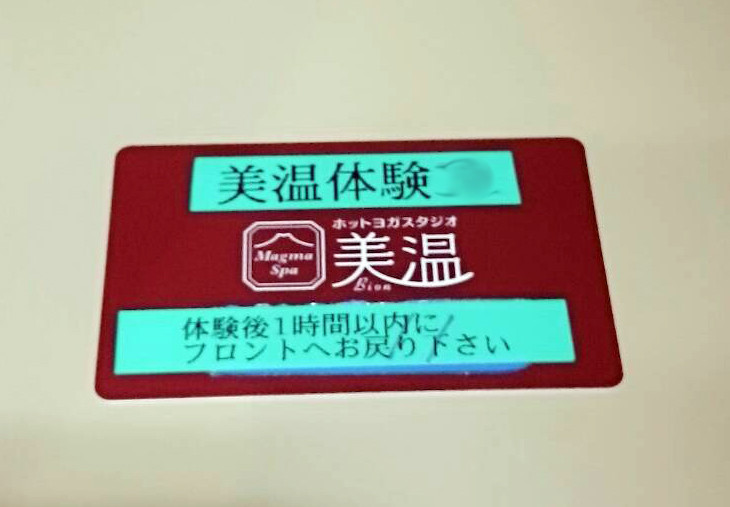 美温体験
ホットヨガスタジオ
Magma
Spa
美温
Bion
体験後1時間以内に
フロントへお戻り下さい